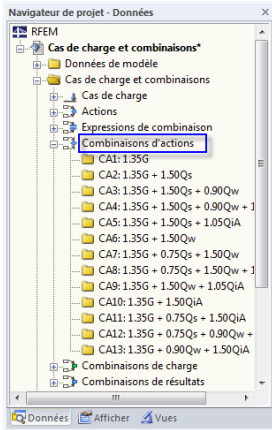 Navigateur de projet - Données
RFEM
Cas de charge et combinaisons*
Données de modèle
Cas de charge et combinaisons
Cas de charge
Actions
Expressions de combinaison
Combinaisons d'actions
CA1: 1.35G
CA2: 1.35G + 1.50Qs
CA3: 1.35G + 1.50Qs + 0.90Qw
CA4: 1.35G + 1.50Qs + 0.90Qw + 1
CA5: 1.35G + 1.50Qs + 1.05QiA
CA6: 1.35G + 1.50Qw
CA7: 1.35G + 0.75Qs + 1.50Qw
CA8: 1.35G + 0.75Qs + 1.50Qw + 1
CA9: 1.35G + 1.50Qw + 1.05QiA
CA10: 1.35G + 1.50QiA
CA11: 1.35G + 0.75Qs + 1.50QiA
CA12: 1.35G + 0.75Qs + 0.90Qw +
CA13: 1.35G + 0.90Qw + 1.50QiA
Combinaisons de charge
Combinaisons de résultats
Données Afficher Vues